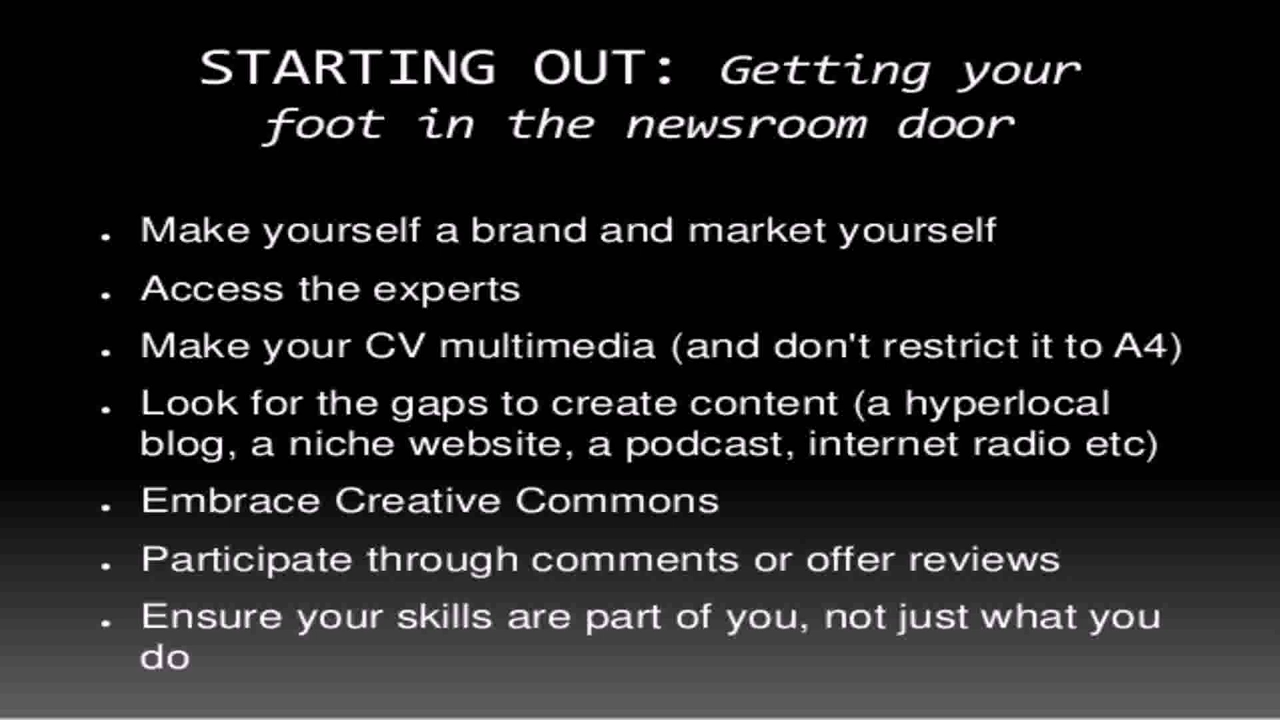 STARTING OUT: Getting your
foot in the newsroom door
• Make yourself a brand and market yourself
• Access the experts
• Make your CV multimedia (and don't restrict it to A4)
• Look for the gaps to create content (a hyperlocal
blog, a niche website, a podcast, internet radio etc)
• Embrace Creative Commons
• Participate through comments or offer reviews
• Ensure your skills are part of you, not just what you
do